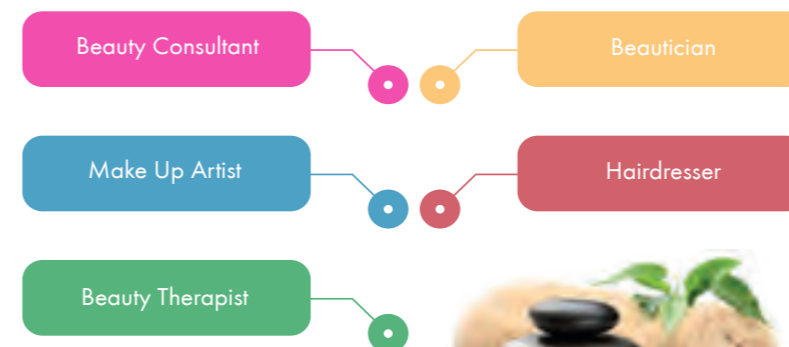 Beauty Consultant
Beautician
Make Up Artist
Hairdresser
Beauty Therapist